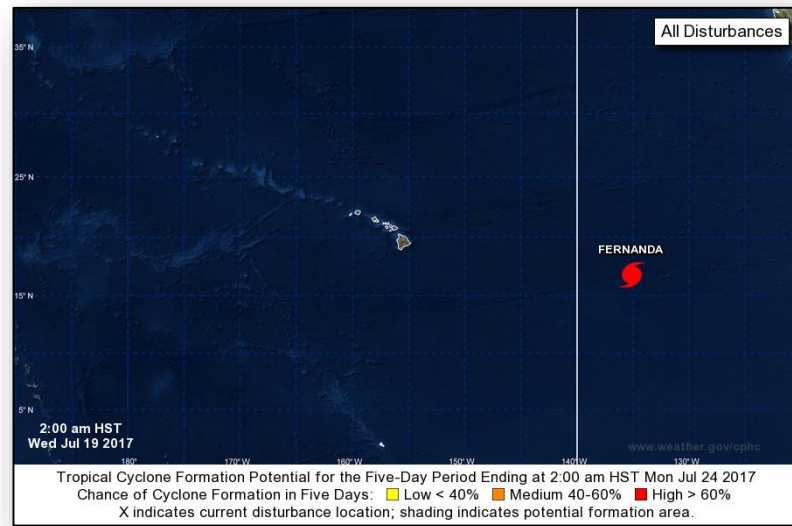 All Disturbances
35° N
25° N
FERNANDA
15° N
5° N
2:00 am HST
Wed Jul 19 2017
www.weather.gov/cphc
180° 170° W 160° W 150° W 140° W 130° W
Tropical Cyclone Formation Potential for the Five-Day Period Ending at 2:00 am HST Mon Jul 24 2017
Chance of Cyclone Formation in Five Days: Low < 40% Medium 40-60% High > 60%
X indicates current disturbance location; shading indicates potential formation area.